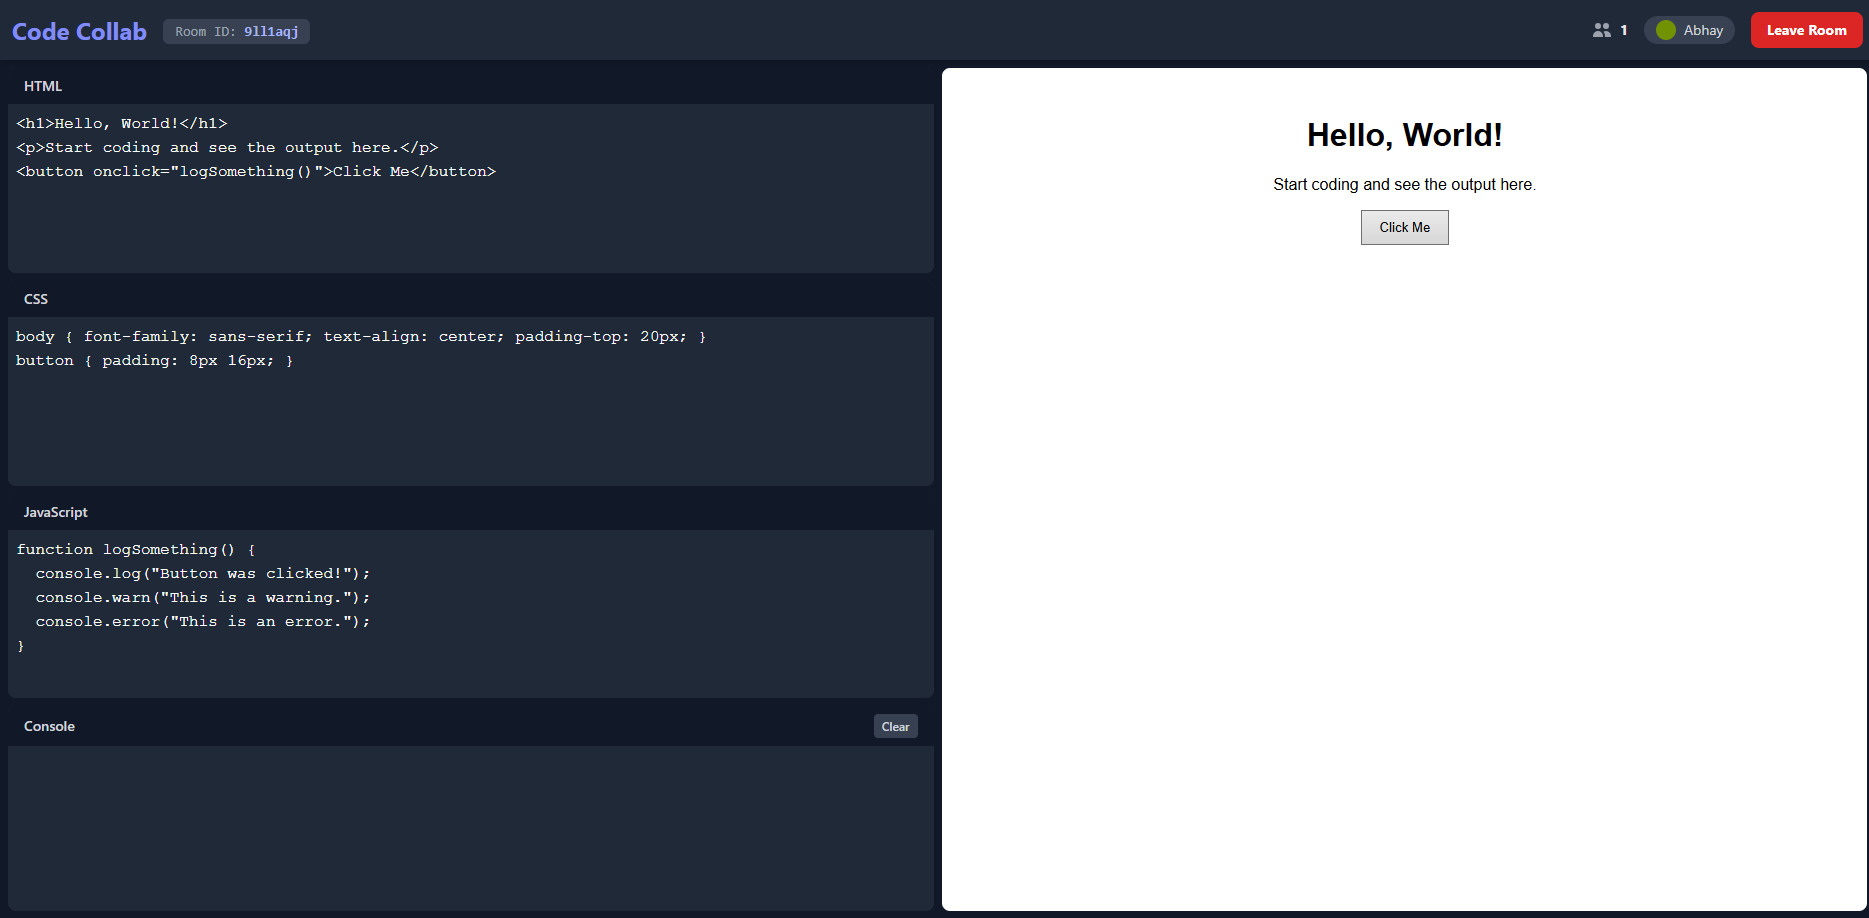 Code Collab
Room ID: 9ll1aqj
1
Abhay
Leave Room
HTML
<h1>Hello, World!</h1>
<p>Start coding and see the output here.</p>
<button onclick="logSomething()">Click Me</button>
CSS
body { font-family: sans-serif; text-align: center; padding-top: 20px; }
button { padding: 8px 16px; }
JavaScript
function logSomething() {
  console.log("Button was clicked!");
  console.warn("This is a warning.");
  console.error("This is an error.");
}
Console
Clear
Hello, World!
Start coding and see the output here.
Click Me